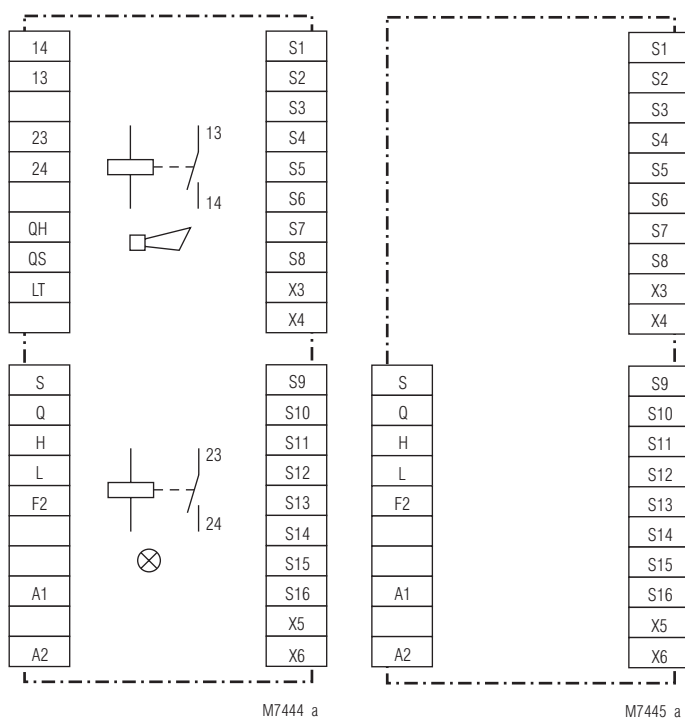 14
13
23
24
QH
QS
LT
13
14
S1
S2
S3
S4
S5
S6
S7
S8
X3
X4
S
Q
H
L
F2
A1
A2
23
24
S9
S10
S11
S12
S13
S14
S15
S16
X5
X6
M7444_a
S1
S2
S3
S4
S5
S6
S7
S8
X3
X4
S
Q
H
L
F2
A1
A2
S9
S10
S11
S12
S13
S14
S15
S16
X5
X6
M7445_a